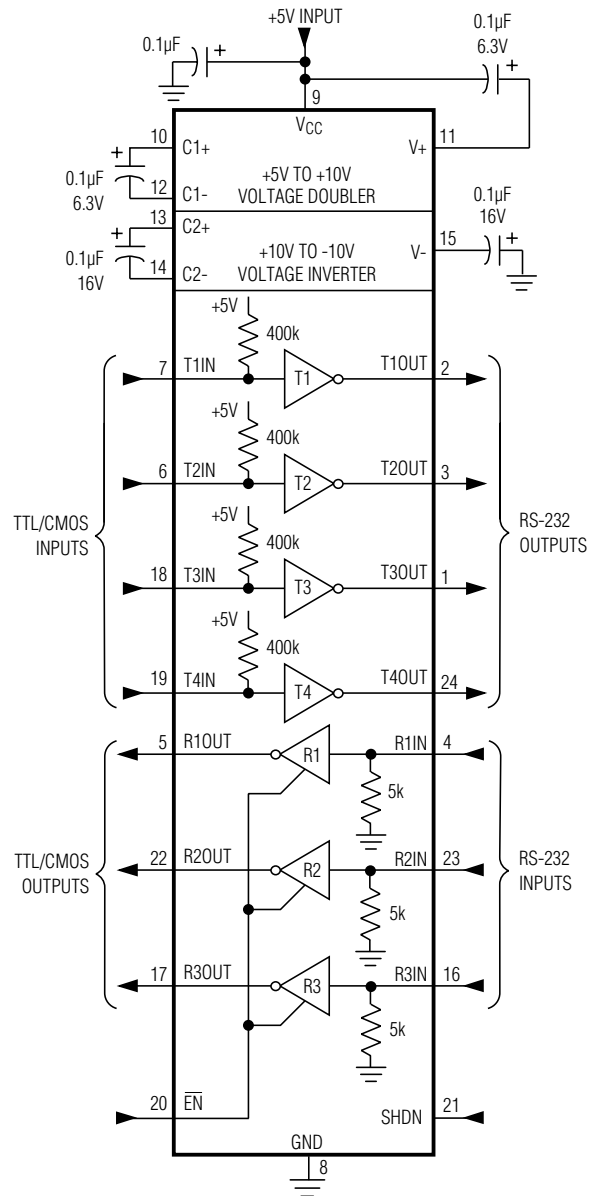 +5V INPUT
0.1µF
0.1µF
6.3V
+
+
9
VCC
10
C1+
11
V+
+
0.1µF
6.3V
12
C1-
+5V TO +10V
VOLTAGE DOUBLER
13
C2+
+
0.1µF
16V
14
C2-
+10V TO -10V
VOLTAGE INVERTER
V-
15
0.1µF
16V
+
+5V
400k
7
T1IN
T1
T1OUT
2
+5V
400k
6
T2IN
T2
T2OUT
3
TTL/CMOS
INPUTS
RS-232
OUTPUTS
+5V
400k
18
T3IN
T3
T3OUT
1
+5V
400k
19
T4IN
T4
T4OUT
24
5
R1OUT
R1
R1IN
4
5k
TTL/CMOS
OUTPUTS
22
R2OUT
R2
R2IN
23
5k
RS-232
INPUTS
17
R3OUT
R3
R3IN
16
5k
20
EN
SHDN
21
GND
8